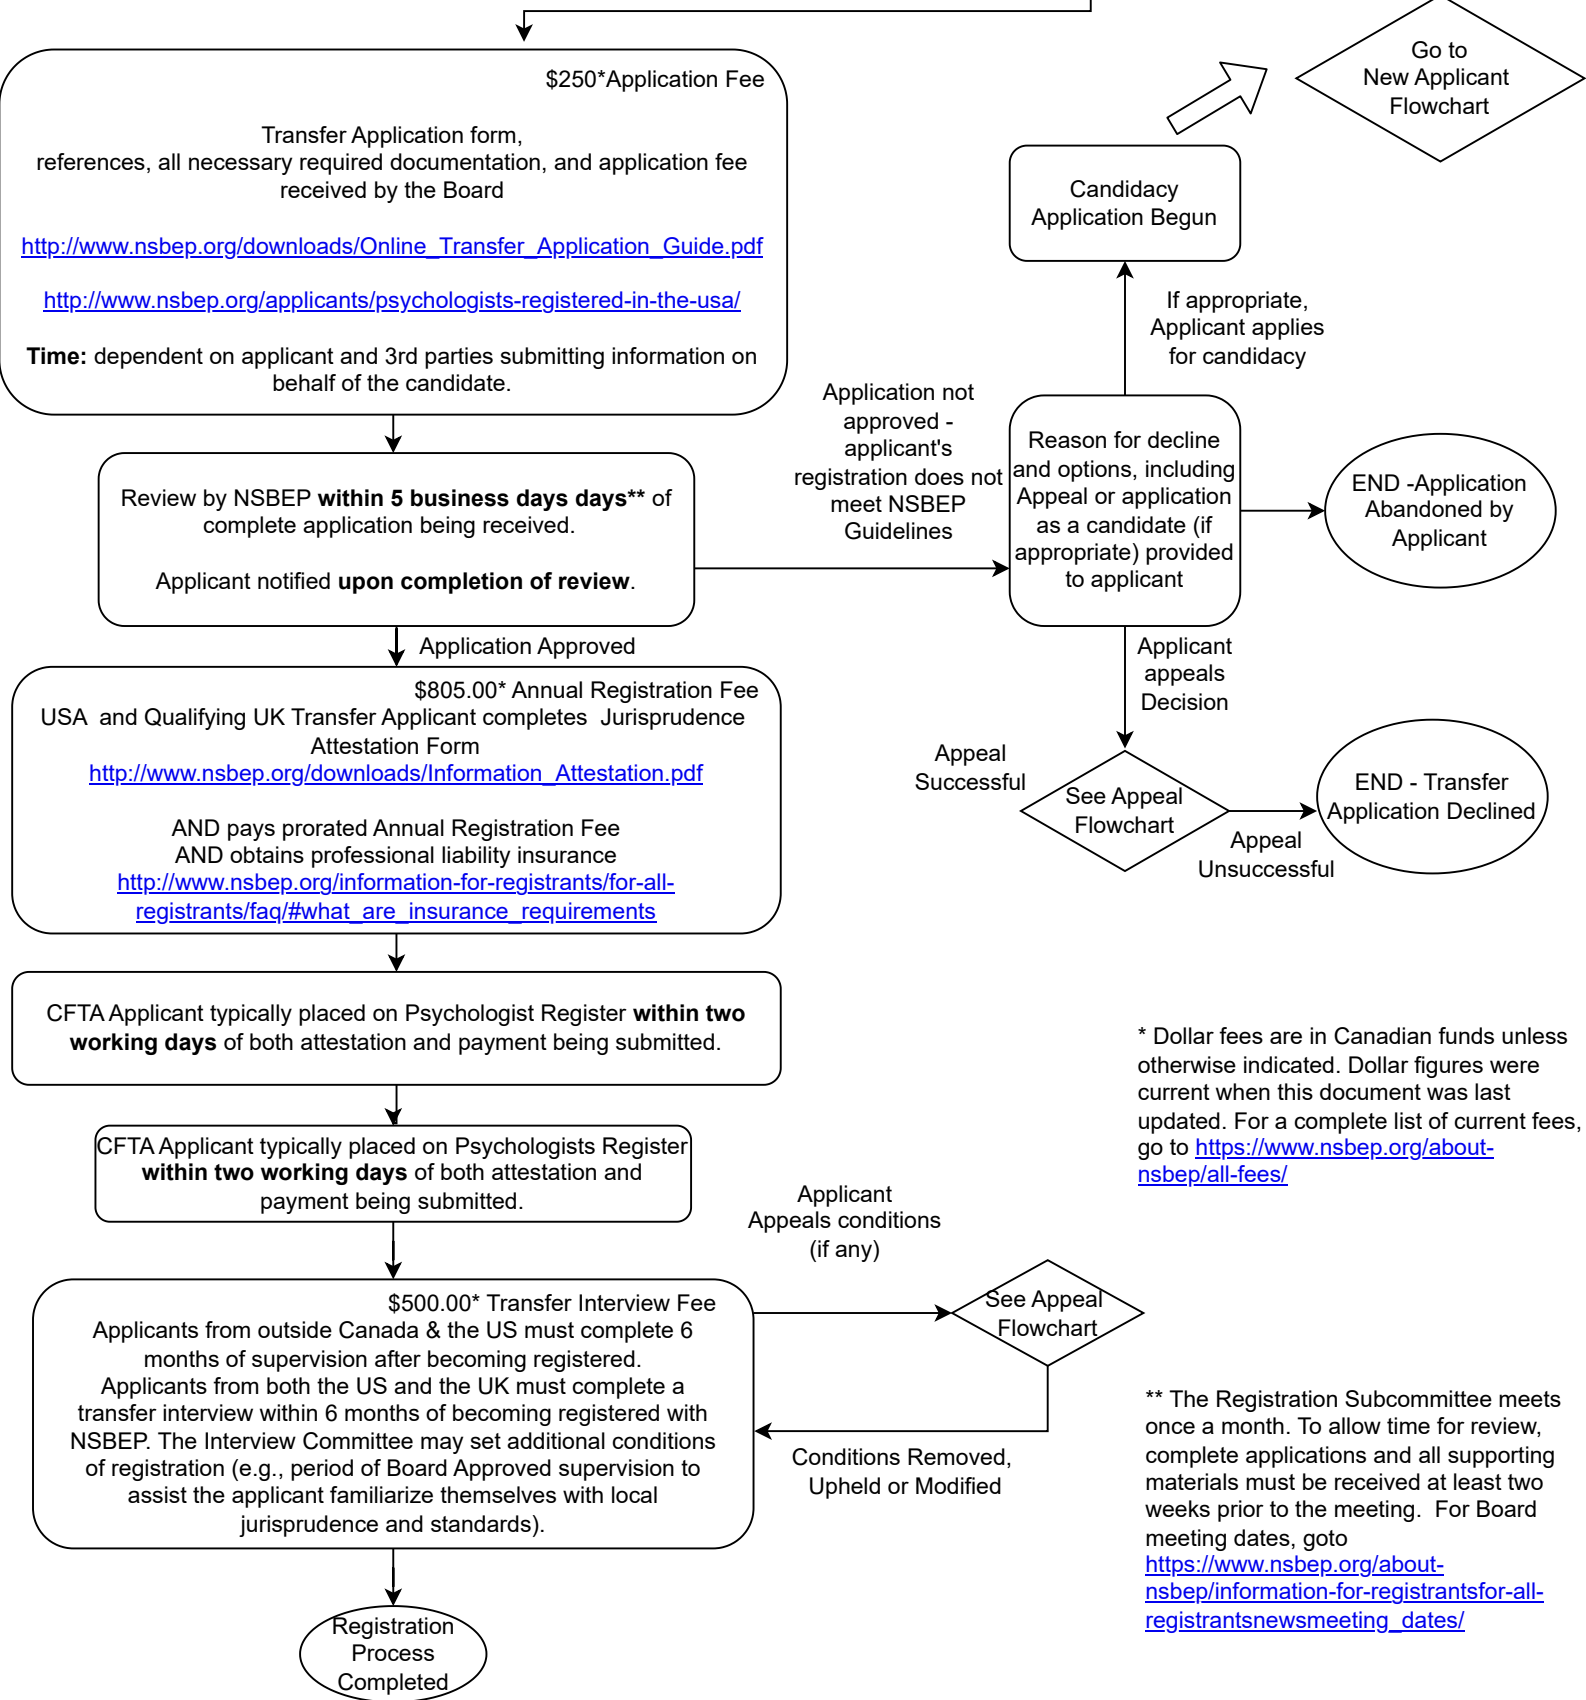 $250*Application Fee
Transfer Application form,
references, all necessary required documentation, and application fee
received by the Board
http://www.nsbep.org/downloads/Online_Transfer_Application_Guide.pdf
http://www.nsbep.org/applicants/psychologists-registered-in-the-usa/
Time: dependent on applicant and 3rd parties submitting information on
behalf of the candidate.
Go to
New Applicant
Flowchart
Candidacy
Application Begun
If appropriate,
Applicant applies
for candidacy
Application not
approved -
applicant's
registration does not
meet NSBEP
Guidelines
Reason for decline
and options, including
Appeal or application
as a candidate (if
appropriate) provided
to applicant
END -Application
Abandoned by
Applicant
Review by NSBEP within 5 business days days** of
complete application being received.
Applicant notified upon completion of review.
Application Approved
Applicant
appeals
Decision
$805.00* Annual Registration Fee
USA  and Qualifying UK Transfer Applicant completes  Jurisprudence
Attestation Form
http://www.nsbep.org/downloads/Information_Attestation.pdf
AND pays prorated Annual Registration Fee
AND obtains professional liability insurance
http://www.nsbep.org/information-for-registrants/for-all-
registrants/faq/#what_are_insurance_requirements
Appeal
Successful
See Appeal
Flowchart
Appeal
Unsuccessful
END - Transfer
Application Declined
CFTA Applicant typically placed on Psychologist Register within two
working days of both attestation and payment being submitted.
* Dollar fees are in Canadian funds unless
otherwise indicated. Dollar figures were
current when this document was last
updated. For a complete list of current fees,
go to https://www.nsbep.org/about-
nsbep/all-fees/
CFTA Applicant typically placed on Psychologists Register
within two working days of both attestation and
payment being submitted.
Applicant
Appeals conditions
(if any)
$500.00* Transfer Interview Fee
Applicants from outside Canada & the US must complete 6
months of supervision after becoming registered.
Applicants from both the US and the UK must complete a
transfer interview within 6 months of becoming registered with
NSBEP. The Interview Committee may set additional conditions
of registration (e.g., period of Board Approved supervision to
assist the applicant familiarize themselves with local
jurisprudence and standards).
See Appeal
Flowchart
Conditions Removed,
Upheld or Modified
** The Registration Subcommittee meets
once a month. To allow time for review,
complete applications and all supporting
materials must be received at least two
weeks prior to the meeting.  For Board
meeting dates, goto
https://www.nsbep.org/about-
nsbep/information-for-registrantsfor-all-
registrantsnewsmeeting_dates/
Registration
Process
Completed